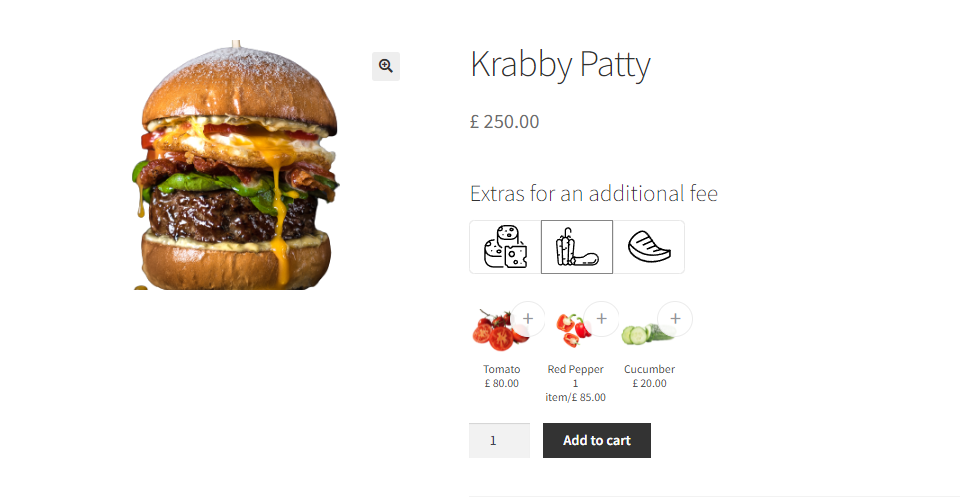 Krabby Patty
£ 250.00
Extras for an additional fee
+ + +
Tomato
£ 80.00
Red Pepper
1
item/£ 85.00
Cucumber
£ 20.00
1
Add to cart